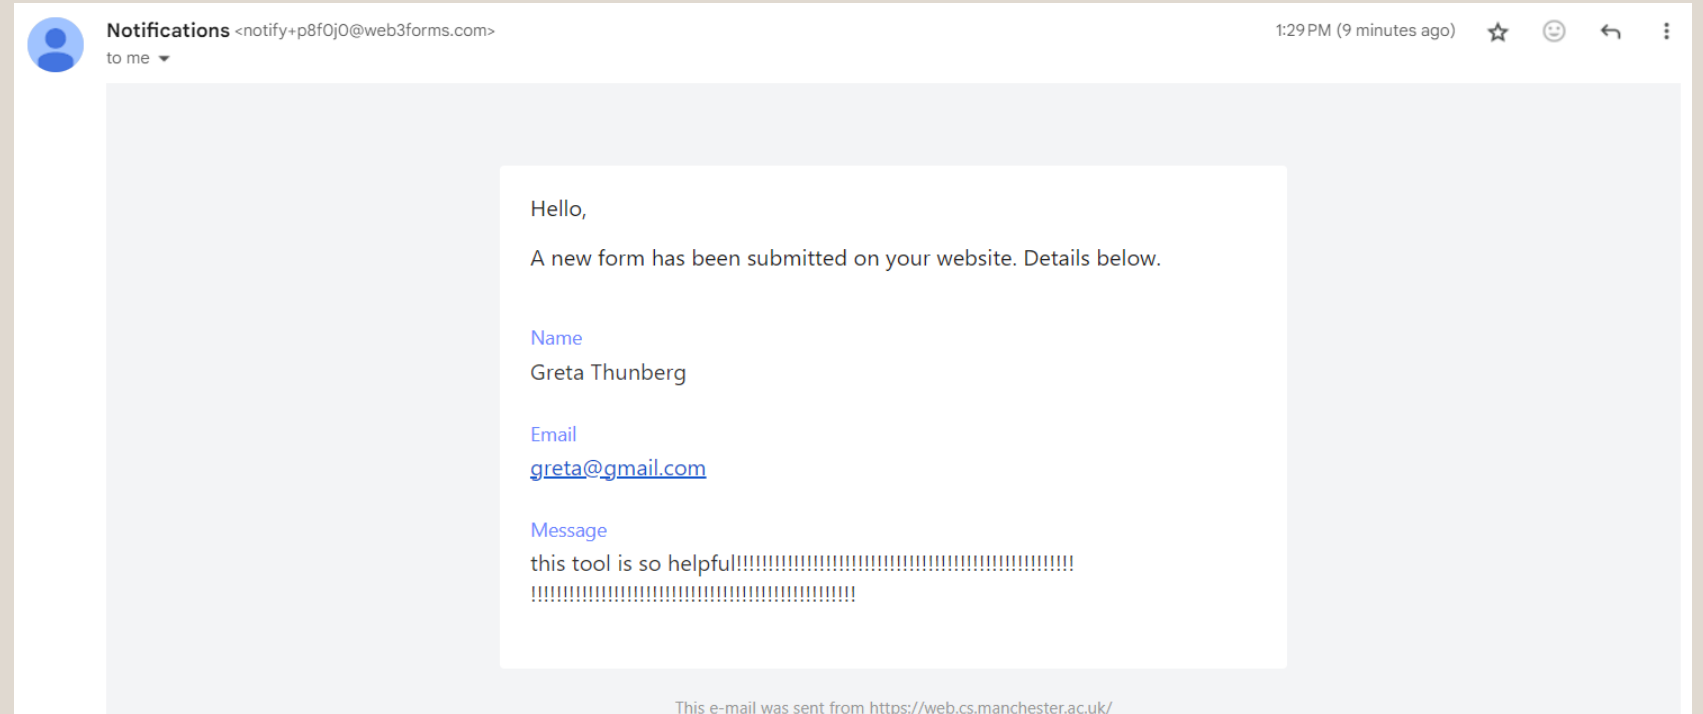 Notifications <notify+p8f0j0@web3forms.com> 1:29 PM (9 minutes ago)
to me
Hello,
A new form has been submitted on your website. Details below.
Name
Greta Thunberg
Email
greta@gmail.com
Message
this tool is so helpful!!!!!!!!!!!!!!!!!!!!!!!!!!!!!!!!!!!!!!!!!!!!!!!!!!!!!
!!!!!!!!!!!!!!!!!!!!!!!!!!!!!!!!!!!!!!!!!!!!!!!!!!!
This e-mail was sent from https://web.cs.manchester.ac.uk/